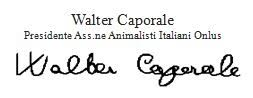 Walter Caporale
Presidente Ass.ne Animalisti Italiani Onlus
Walter Caporale